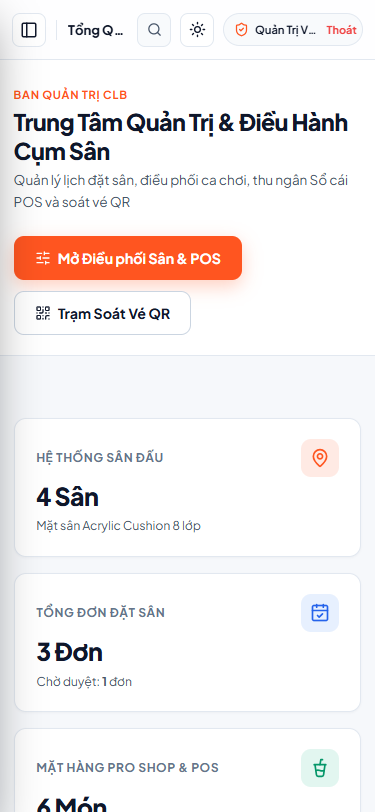 Tổng Q...
Quản Trị V...
Thoát
BAN QUẢN TRỊ CLB
Trung Tâm Quản Trị & Điều Hành
Cụm Sân
Quản lý lịch đặt sân, điều phối ca chơi, thu ngân Sổ cái
POS và soát vé QR
Mở Điều phối Sân & POS
Trạm Soát Vé QR
HỆ THỐNG SÂN ĐẤU
4 Sân
Mặt sân Acrylic Cushion 8 lớp
TỔNG ĐƠN ĐẶT SÂN
3 Đơn
Chờ duyệt: 1 đơn
MẶT HÀNG PRO SHOP & POS
6 Món